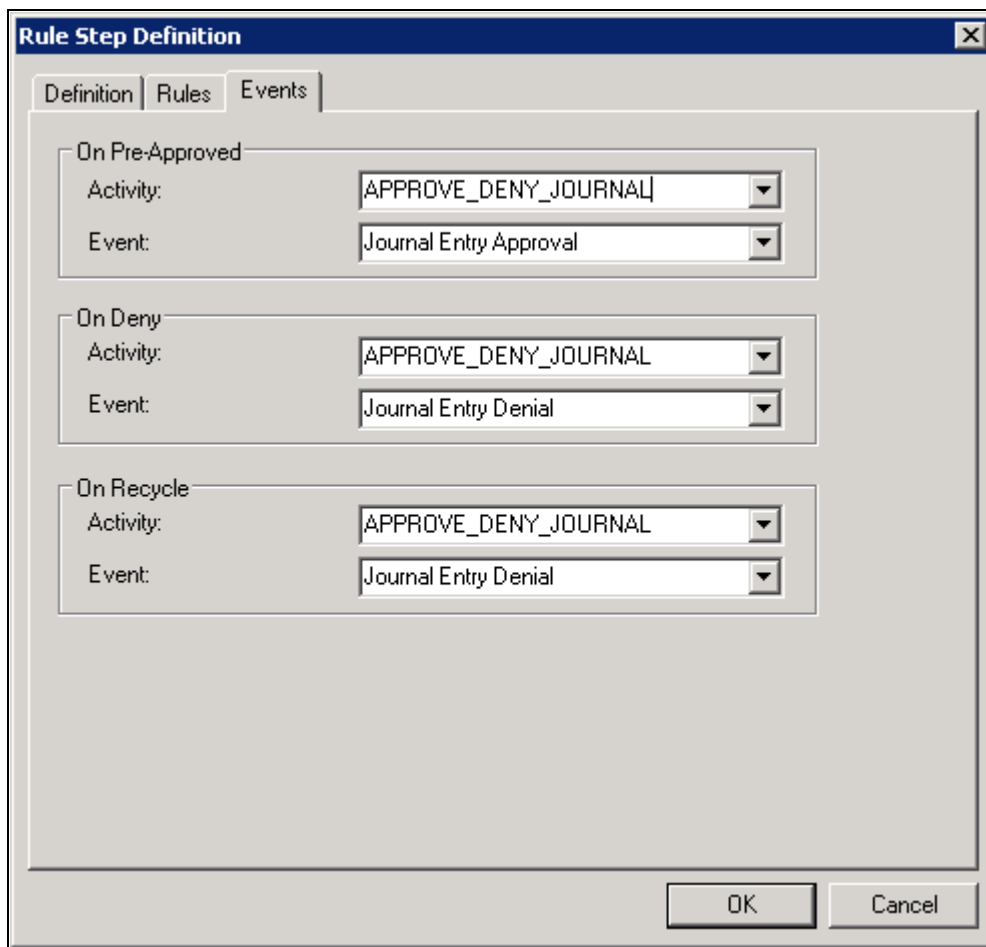 Rule Step Definition
Definition Rules Events
On Pre-Approved
Activity: APPROVE_DENY_JOURNAL
Event: Journal Entry Approval
On Deny
Activity: APPROVE_DENY_JOURNAL
Event: Journal Entry Denial
On Recycle
Activity: APPROVE_DENY_JOURNAL
Event: Journal Entry Denial
OK Cancel